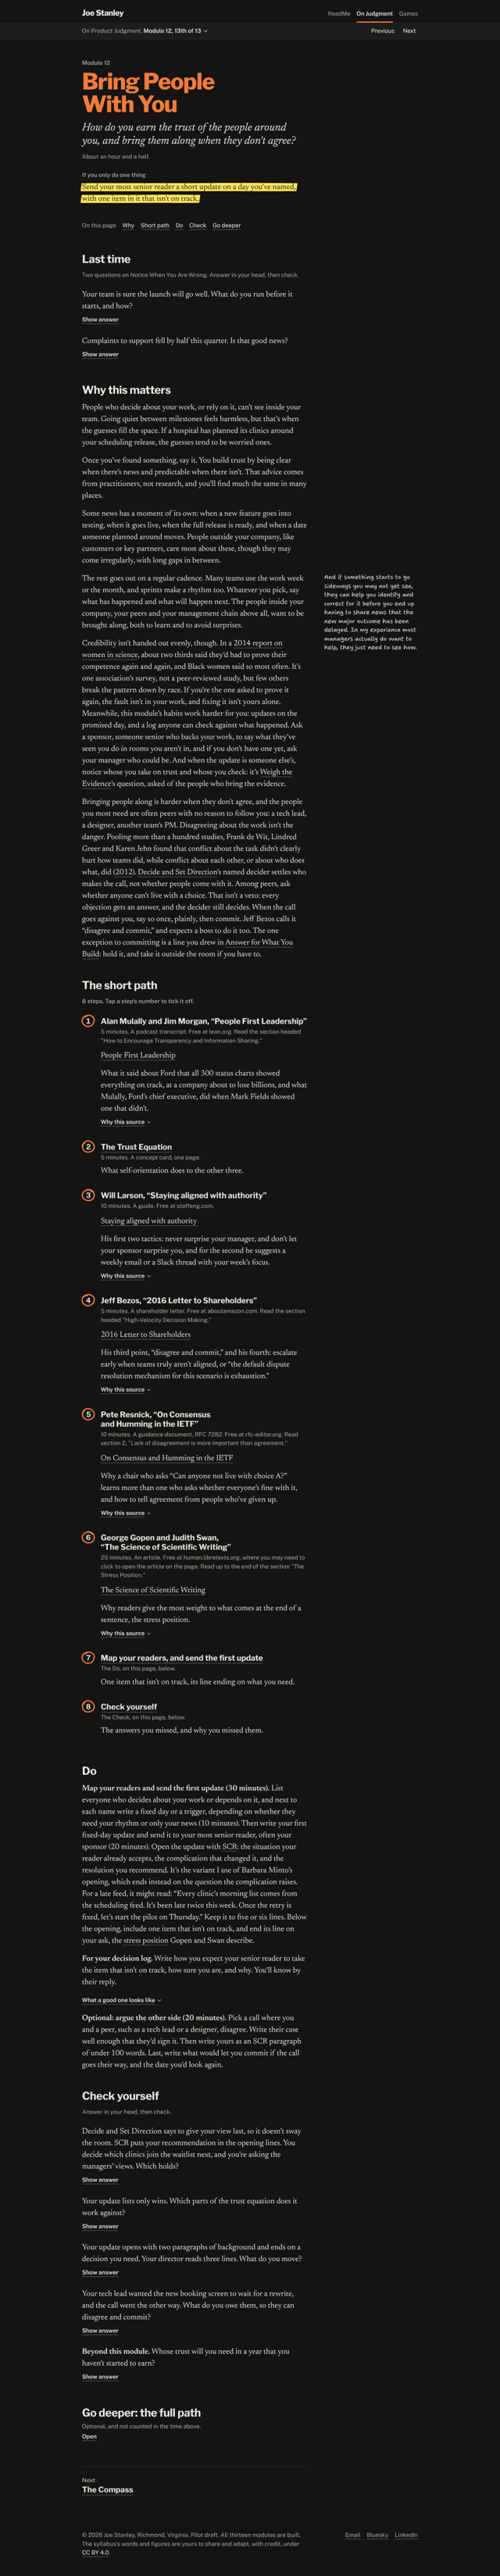 Joe Stanley
ReadMe On Judgment Games
On Product Judgment, Module 12, 13th of 13
Previous Next
Module 12
Bring People
With You
How do you earn the trust of the people around
you, and bring them along when they don't agree?
About an hour and a half.
If you only do one thing
Send your most senior reader a short update on a day you've named,
with one item in it that isn't on track.
On this page Why Short path Do Check Go deeper
Last time
Two questions on Notice When You Are Wrong. Answer in your head, then check.
Your team is sure the launch will go well. What do you run before it
starts, and how?
Show answer
Complaints to support fell by half this quarter. Is that good news?
Show answer
Why this matters
People who decide about your work, or rely on it, can't see inside your
team. Going quiet between milestones feels harmless, but that's when
the guesses fill the space. If a hospital has planned its clinics around
your scheduling release, the guesses tend to be worried ones.
Once you've found something, say it. You build trust by being clear
when there's news and predictable when there isn't. That advice comes
from practitioners, not research, and you'll find much the same in many
places.
Some news has a moment of its own: when a new feature goes into
testing, when it goes live, when the full release is ready, and when a date
someone planned around moves. People outside your company, like
customers or key partners, care most about these, though they may
come irregularly, with long gaps in between.
The rest goes out on a regular cadence. Many teams use the work week
or the month, and sprints make a rhythm too. Whatever you pick, say
what has happened and what will happen next. The people inside your
company, your peers and your management chain above all, want to be
brought along, both to learn and to avoid surprises.
And if something starts to go
sideways you may not yet see,
they can help you identify and
correct for it before you end up
having to share news that the
new major outcome has been
delayed. In my experience most
managers actually do want to
help, they just need to see how.
Credibility isn't handed out evenly, though. In a 2014 report on
women in science, about two thirds said they'd had to prove their
competence again and again, and Black women said so most often. It's
one association's survey, not a peer-reviewed study, but few others
break the pattern down by race. If you're the one asked to prove it
again, the fault isn't in your work, and fixing it isn't yours alone.
Meanwhile, this module's habits work harder for you: updates on the
promised day, and a log anyone can check against what happened. Ask
a sponsor, someone senior who backs your work, to say what they've
seen you do in rooms you aren't in, and if you don't have one yet, ask
your manager who could be. And when the update is someone else's,
notice whose you take on trust and whose you check: it's Weigh the
Evidence's question, asked of the people who bring the evidence.
Bringing people along is harder when they don't agree, and the people
you most need are often peers with no reason to follow you: a tech lead,
a designer, another team's PM. Disagreeing about the work isn't the
danger. Pooling more than a hundred studies, Frank de Wit, Lindred
Greer and Karen Jehn found that conflict about the task didn't clearly
hurt how teams did, while conflict about each other, or about who does
what, did (2012). Decide and Set Direction's named decider settles who
makes the call, not whether people come with it. Among peers, ask
whether anyone can't live with a choice. That isn't a veto: every
objection gets an answer, and the decider still decides. When the call
goes against you, say so once, plainly, then commit. Jeff Bezos calls it
"disagree and commit," and expects a boss to do it too. The one
exception to committing is a line you drew in Answer for What You
Build: hold it, and take it outside the room if you have to.
The short path
8 steps. Tap a step's number to tick it off.
1 Alan Mulally and Jim Morgan, "People First Leadership"
5 minutes. A podcast transcript. Free at lean.org. Read the section headed
"How to Encourage Transparency and Information Sharing."
People First Leadership
What it said about Ford that all 300 status charts showed
everything on track, at a company about to lose billions, and what
Mulally, Ford's chief executive, did when Mark Fields showed
one that didn't.
Why this source
2 The Trust Equation
5 minutes. A concept card, one page.
What self-orientation does to the other three.
3 Will Larson, "Staying aligned with authority"
10 minutes. A guide. Free at staffeng.com.
Staying aligned with authority
His first two tactics: never surprise your manager, and don't let
your sponsor surprise you, and for the second he suggests a
weekly email or a Slack thread with your week's focus.
Why this source
4 Jeff Bezos, "2016 Letter to Shareholders"
5 minutes. A shareholder letter. Free at aboutamazon.com. Read the section
headed "High-Velocity Decision Making."
2016 Letter to Shareholders
His third point, "disagree and commit," and his fourth: escalate
early when teams truly aren't aligned, or "the default dispute
resolution mechanism for this scenario is exhaustion."
Why this source
5 Pete Resnick, "On Consensus
and Humming in the IETF"
10 minutes. A guidance document, RFC 7282. Free at rfc-editor.org. Read
section 2, "Lack of disagreement is more important than agreement."
On Consensus and Humming in the IETF
Why a chair who asks "Can anyone not live with choice A?"
learns more than one who asks whether everyone's fine with it,
and how to tell agreement from people who've given up.
Why this source
6 George Gopen and Judith Swan,
"The Science of Scientific Writing"
25 minutes. An article. Free at human.libretexts.org, where you may need to
click to open the article on the page. Read up to the end of the section "The
Stress Position."
The Science of Scientific Writing
Why readers give the most weight to what comes at the end of a
sentence, the stress position.
Why this source
7 Map your readers, and send the first update
The Do, on this page, below.
One item that isn't on track, its line ending on what you need.
8 Check yourself
The Check, on this page, below.
The answers you missed, and why you missed them.
Do
Map your readers and send the first update (30 minutes). List
everyone who decides about your work or depends on it, and next to
each name write a fixed day or a trigger, depending on whether they
need your rhythm or only your news (10 minutes). Then write your first
fixed-day update and send it to your most senior reader, often your
sponsor (20 minutes). Open the update with SCR: the situation your
reader already accepts, the complication that changed it, and the
resolution you recommend. It's the variant I use of Barbara Minto's
opening, which ends instead on the question the complication raises.
For a late feed, it might read: "Every clinic's morning list comes from
the scheduling feed. It's been late twice this week. Once the retry is
fixed, let's start the pilot on Thursday." Keep it to five or six lines. Below
the opening, include one item that isn't on track, and end its line on
your ask, the stress position Gopen and Swan describe.
For your decision log. Write how you expect your senior reader to take
the item that isn't on track, how sure you are, and why. You'll know by
their reply.
What a good one looks like
Optional: argue the other side (20 minutes). Pick a call where you
and a peer, such as a tech lead or a designer, disagree. Write their case
well enough that they'd sign it. Then write yours as an SCR paragraph
of under 100 words. Last, write what would let you commit if the call
goes their way, and the date you'd look again.
Check yourself
Answer in your head, then check.
Decide and Set Direction says to give your view last, so it doesn't sway
the room. SCR puts your recommendation in the opening lines. You
decide which clinics join the waitlist next, and you're asking the
managers' views. Which holds?
Show answer
Your update lists only wins. Which parts of the trust equation does it
work against?
Show answer
Your update opens with two paragraphs of background and ends on a
decision you need. Your director reads three lines. What do you move?
Show answer
Your tech lead wanted the new booking screen to wait for a rewrite,
and the call went the other way. What do you owe them, so they can
disagree and commit?
Show answer
Beyond this module. Whose trust will you need in a year that you
haven't started to earn?
Show answer
Go deeper: the full path
Optional, and not counted in the time above.
Open
Next
The Compass
© 2026 Joe Stanley, Richmond, Virginia. Pilot draft. All thirteen modules are built.
The syllabus's words and figures are yours to share and adapt, with credit, under
CC BY 4.0.
Email Bluesky LinkedIn